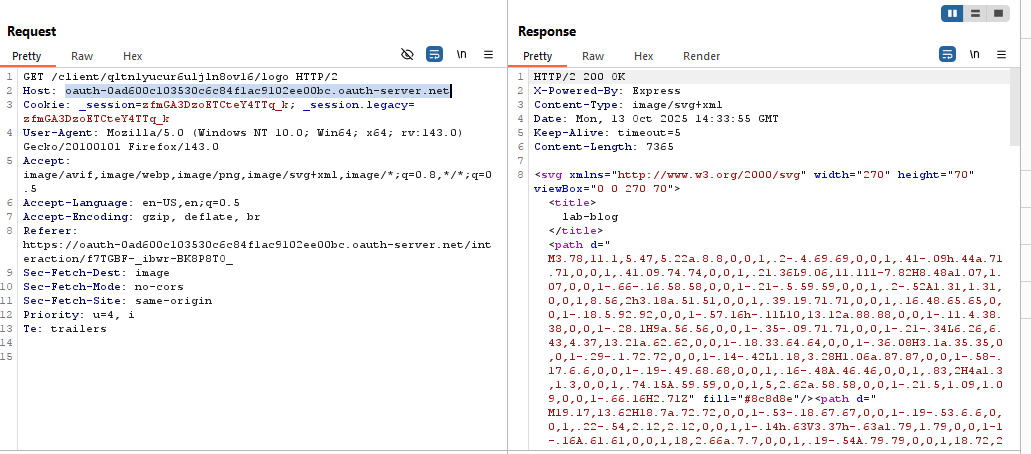 Request
Pretty Raw Hex \n
1 GET /client/qltnlyucur6uljln8ovl6/logo HTTP/2
2 Host: oauth-0ad600c103530c6c84f1ac9102ee00bc.oauth-server.net
3 Cookie: _session=zfmGA3DzoETCteY4TTq_k; _session.legacy=
zfmGA3DzoETCteY4TTq_k
4 User-Agent: Mozilla/5.0 (Windows NT 10.0; Win64; x64; rv:143.0)
Gecko/20100101 Firefox/143.0
5 Accept:
image/avif,image/webp,image/png,image/svg+xml,image/*;q=0.8,*/*;q=0
.5
6 Accept-Language: en-US,en;q=0.5
7 Accept-Encoding: gzip, deflate, br
8 Referer:
https://oauth-0ad600c103530c6c84f1ac9102ee00bc.oauth-server.net/int
eraction/f7TGBF-_ibwr-BK8P8T0_
9 Sec-Fetch-Dest: image
10 Sec-Fetch-Mode: no-cors
11 Sec-Fetch-Site: same-origin
12 Priority: u=4, i
13 Te: trailers
14
15
Response
Pretty Raw Hex Render \n
1 HTTP/2 200 OK
2 X-Powered-By: Express
3 Content-Type: image/svg+xml
4 Date: Mon, 13 Oct 2025 14:33:55 GMT
5 Keep-Alive: timeout=5
6 Content-Length: 7365
7
8 <svg xmlns="http://www.w3.org/2000/svg" width="270" height="70"
viewBox="0 0 270 70">
<title>
lab-blog
</title>
<path d="
M3.78,11.1,5.47,5.22a.8.8,0,0,1,.2-.4.69.69,0,0,1,.41-.09h.44a.71
.71,0,0,1,.41.09.74.74,0,0,1,.21.36L9.06,11.1l1-7.82H8.48a1.07,1.
07,0,0,1-.66-.16.58.58,0,0,1-.21-.5.59.59,0,0,1,.2-.52A1.31,1.31,
0,0,1,8.56,2h3.18a.51.51,0,0,1,.39.19.71.71,0,0,1,.16.48.65.65,0,
0,1-.18.5.92.92,0,0,1-.57.16h-.11L10,13.12a.88.88,0,0,1-.11.4.38.
38,0,0,1-.28.1H9a.56.56,0,0,1-.35-.09.71.71,0,0,1-.21-.34L6.26,6.
43,4.37,13.21a.62.62,0,0,1-.18.33.64.64,0,0,1-.36.08H3.1a.35.35,0
,0,1-.29-.1.72.72,0,0,1-.14-.42L1.18,3.28H1.06a.87.87,0,0,1-.58-.
17.6.6,0,0,1-.19-.49.68.68,0,0,1,.16-.48A.46.46,0,0,1,.83,2H4a1.3
,1.3,0,0,1,.74.15A.59.59,0,0,1,5,2.62a.58.58,0,0,1-.21.5,1.09,1.0
9,0,0,1-.66.16H2.71Z" fill="#8c8d8e"/><path d="
M19.17,13.62H18.7a.72.72,0,0,1-.53-.18.67.67,0,0,1-.19-.53.6.6,0,
0,1,.22-.54,2.12,2.12,0,0,1,1-.14h.63V3.37h-.63a1.79,1.79,0,0,1-1
-.16A.61.61,0,0,1,18,2.66a.7.7,0,0,1,.19-.54A.79.79,0,0,1,18.72,2